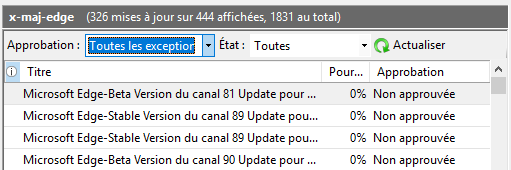 x-maj-edge (326 mises à jour sur 444 affichées, 1831 au total)
Approbation : Toutes les exception État : Toutes Actualiser
Titre Pour... Approbation
Microsoft Edge-Beta Version du canal 81 Update pour ... 0% Non approuvée
Microsoft Edge-Stable Version du canal 89 Update pou... 0% Non approuvée
Microsoft Edge-Stable Version du canal 89 Update pou... 0% Non approuvée
Microsoft Edge-Beta Version du canal 90 Update pour ... 0% Non approuvée